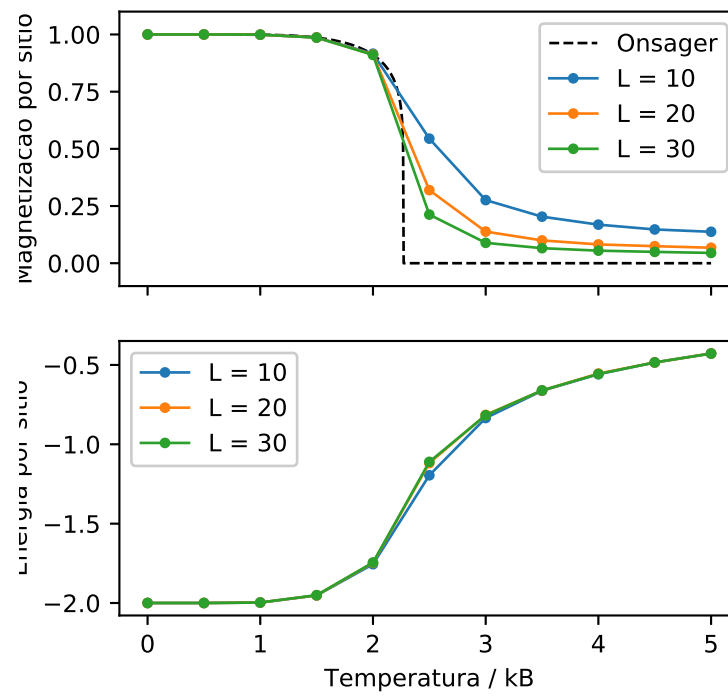 Magnetizacao por sitio
1.00
0.75
0.50
0.25
0.00
Onsager
L = 10
L = 20
L = 30
Energia por sitio
−0.5
−1.0
−1.5
−2.0
L = 10
L = 20
L = 30
0 1 2 3 4 5
Temperatura / kB